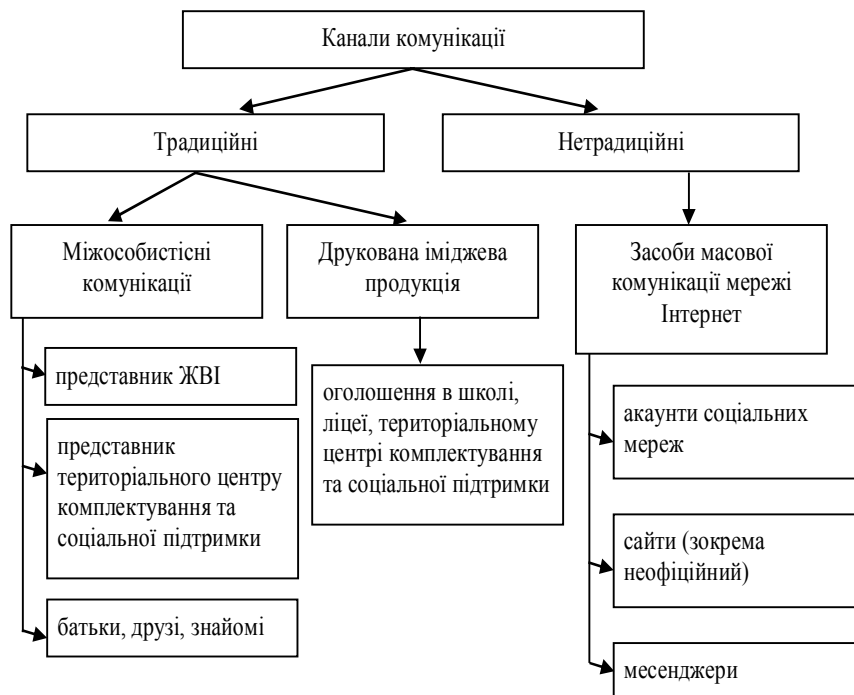 Канали комунікації
Традиційні
Нетрадиційні
Міжособистісні
комунікації
Друкована іміджева
продукція
Засоби масової
комунікації мережі
Інтернет
представник ЖВІ
представник
територіального центру
комплектування та
соціальної підтримки
батьки, друзі, знайомі
оголошення в школі,
ліцеї, територіальному
центрі комплектування
та соціальної підтримки
акаунти соціальних
мереж
сайти (зокрема
неофіційний)
месенджери